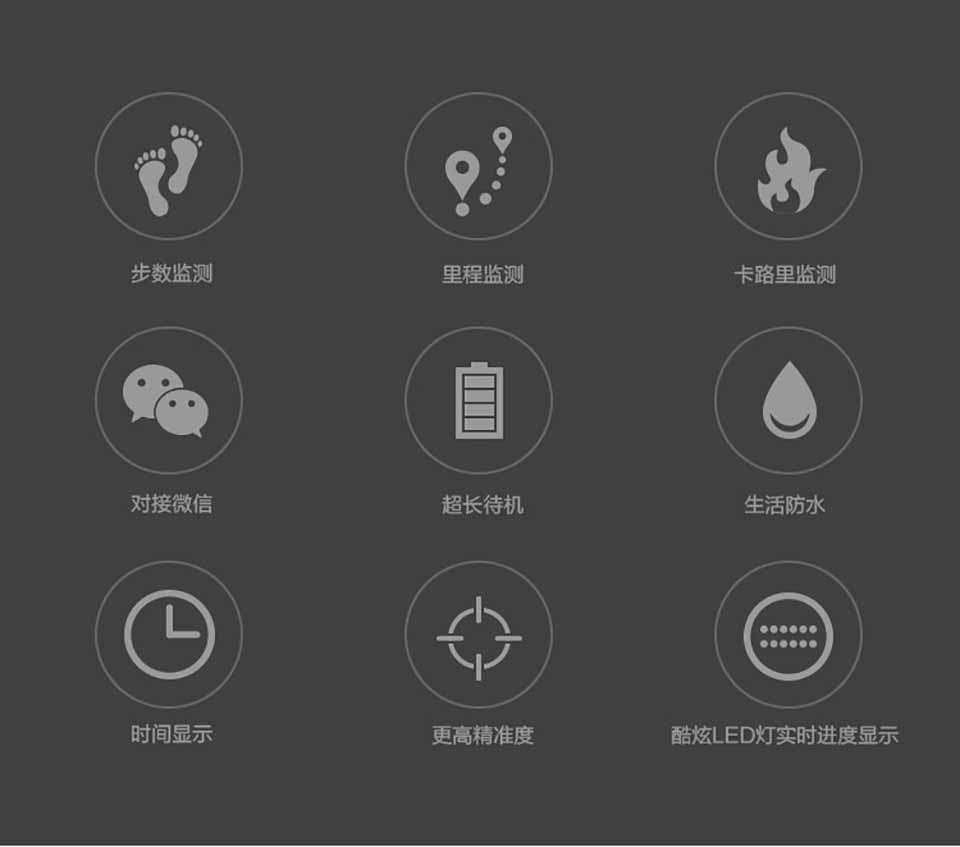 步数监测
里程监测
卡路里监测
对接微信
超长待机
生活防水
时间显示
更高精准度
酷炫LED灯实时进度显示